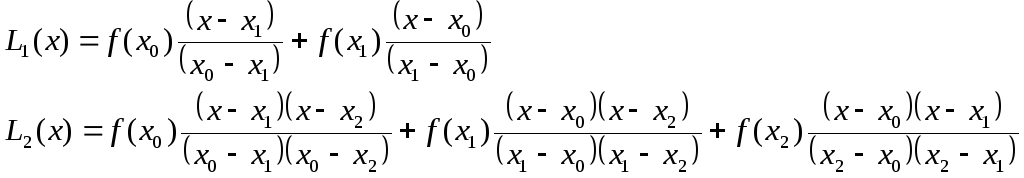 L₁(x) = f(x₀) (x − x₁)/(x₀ − x₁) + f(x₁) (x − x₀)/(x₁ − x₀)
L₂(x) = f(x₀) (x − x₁)(x − x₂)/(x₀ − x₁)(x₀ − x₂) + f(x₁) (x − x₀)(x − x₂)/(x₁ − x₀)(x₁ − x₂) + f(x₂) (x − x₀)(x − x₁)/(x₂ − x₀)(x₂ − x₁)